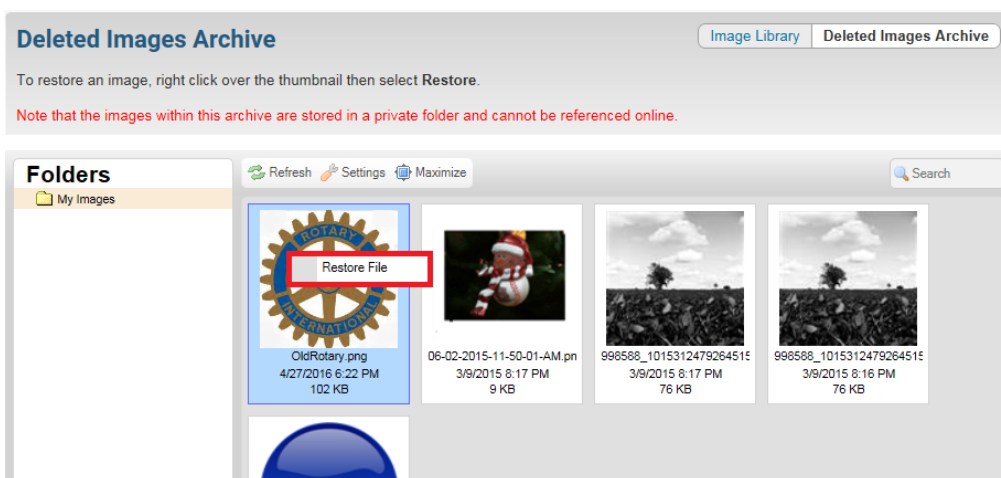 Deleted Images Archive
Image Library
Deleted Images Archive
To restore an image, right click over the thumbnail then select Restore.
Note that the images within this archive are stored in a private folder and cannot be referenced online.
Folders
My Images
Refresh
Settings
Maximize
Search
ROTARY
INTERNATIONAL
Restore File
OldRotary.png
4/27/2016 6:22 PM
102 KB
06-02-2015-11-50-01-AM.pn
3/9/2015 8:17 PM
9 KB
998588_1015312479264515
3/9/2015 8:17 PM
76 KB
998588_1015312479264515
3/9/2015 8:16 PM
76 KB